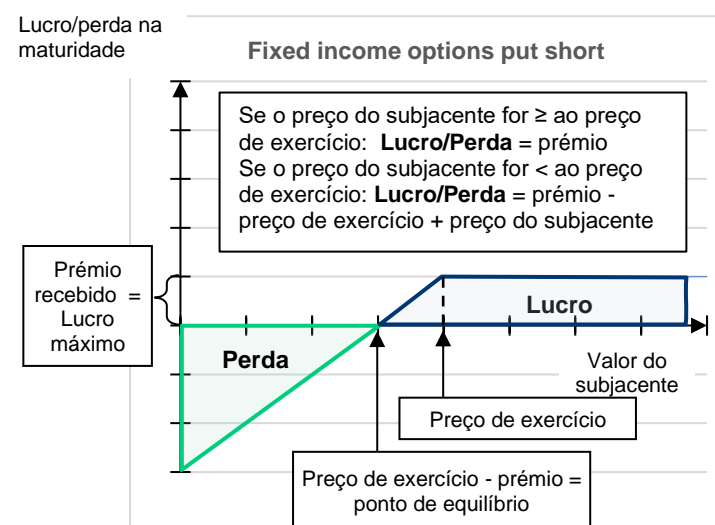 Lucro/perda na
maturidade
Fixed income options put short
Se o preço do subjacente for ≥ ao preço
de exercício: Lucro/Perda = prémio
Se o preço do subjacente for < ao preço
de exercício: Lucro/Perda = prémio -
preço de exercício + preço do subjacente
Prémio
recebido =
Lucro
máximo
Lucro
Perda
Valor do
subjacente
Preço de exercício
Preço de exercício - prémio =
ponto de equilíbrio